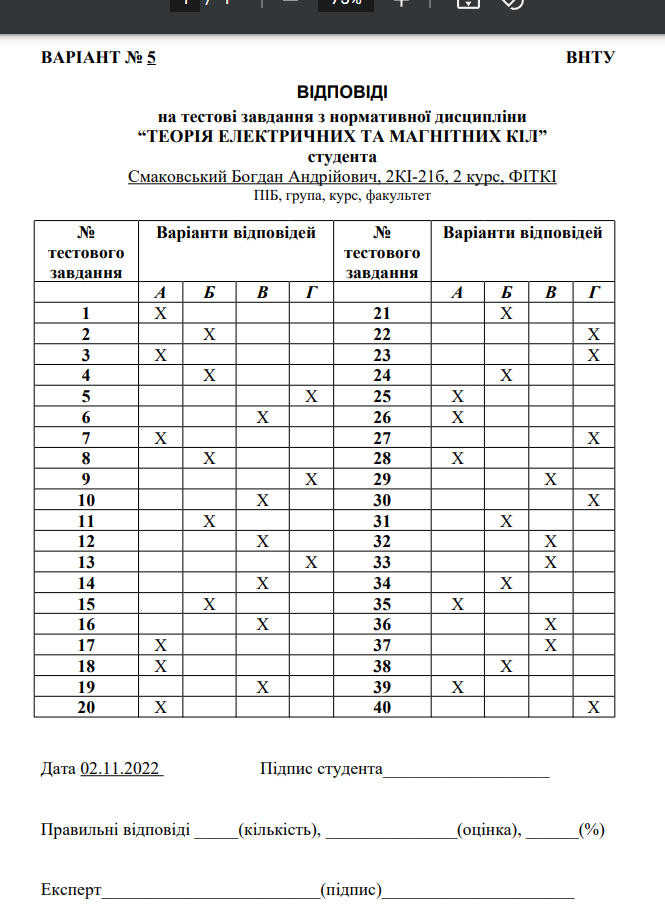 ВАРІАНТ № 5 ВНТУ
ВІДПОВІДІ
на тестові завдання з нормативної дисципліни
“ТЕОРІЯ ЕЛЕКТРИЧНИХ ТА МАГНІТНИХ КІЛ”
студента
Смаковський Богдан Андрійович, 2КІ-21б, 2 курс, ФІТКІ
ПІБ, група, курс, факультет
№ тестового завдання Варіанти відповідей № тестового завдання Варіанти відповідей
А Б В Г А Б В Г
1 Х 21 Х
2 Х 22 Х
3 Х 23 Х
4 Х 24 Х
5 Х 25 Х
6 Х 26 Х
7 Х 27 Х
8 Х 28 Х
9 Х 29 Х
10 Х 30 Х
11 Х 31 Х
12 Х 32 Х
13 Х 33 Х
14 Х 34 Х
15 Х 35 Х
16 Х 36 Х
17 Х 37 Х
18 Х 38 Х
19 Х 39 Х
20 Х 40 Х
Дата 02.11.2022 Підпис студента____________________
Правильні відповіді _____(кількість), ________________(оцінка), ______(%)
Експерт__________________________(підпис)_______________________